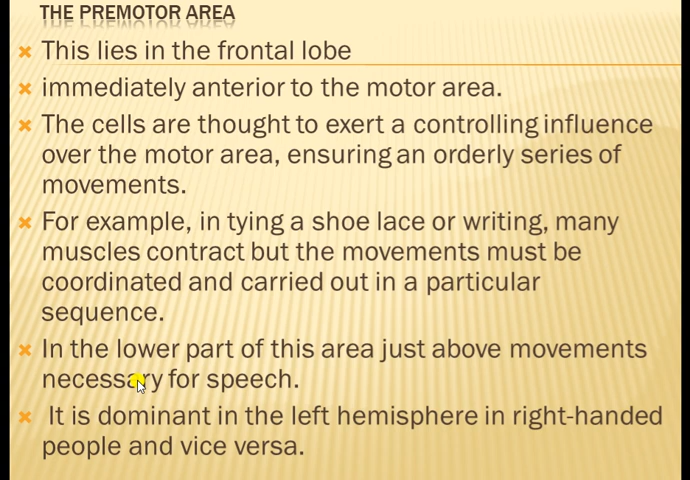 THE PREMOTOR AREA
This lies in the frontal lobe
immediately anterior to the motor area.
The cells are thought to exert a controlling influence
over the motor area, ensuring an orderly series of
movements.
For example, in tying a shoe lace or writing, many
muscles contract but the movements must be
coordinated and carried out in a particular
sequence.
In the lower part of this area just above movements
necessary for speech.
It is dominant in the left hemisphere in right-handed
people and vice versa.